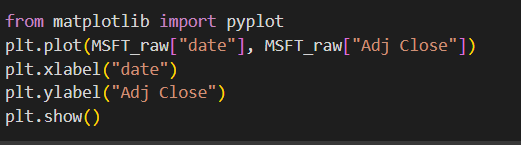 from matplotlib import pyplot
plt.plot(MSFT_raw["date"], MSFT_raw["Adj Close"])
plt.xlabel("date")
plt.ylabel("Adj Close")
plt.show()